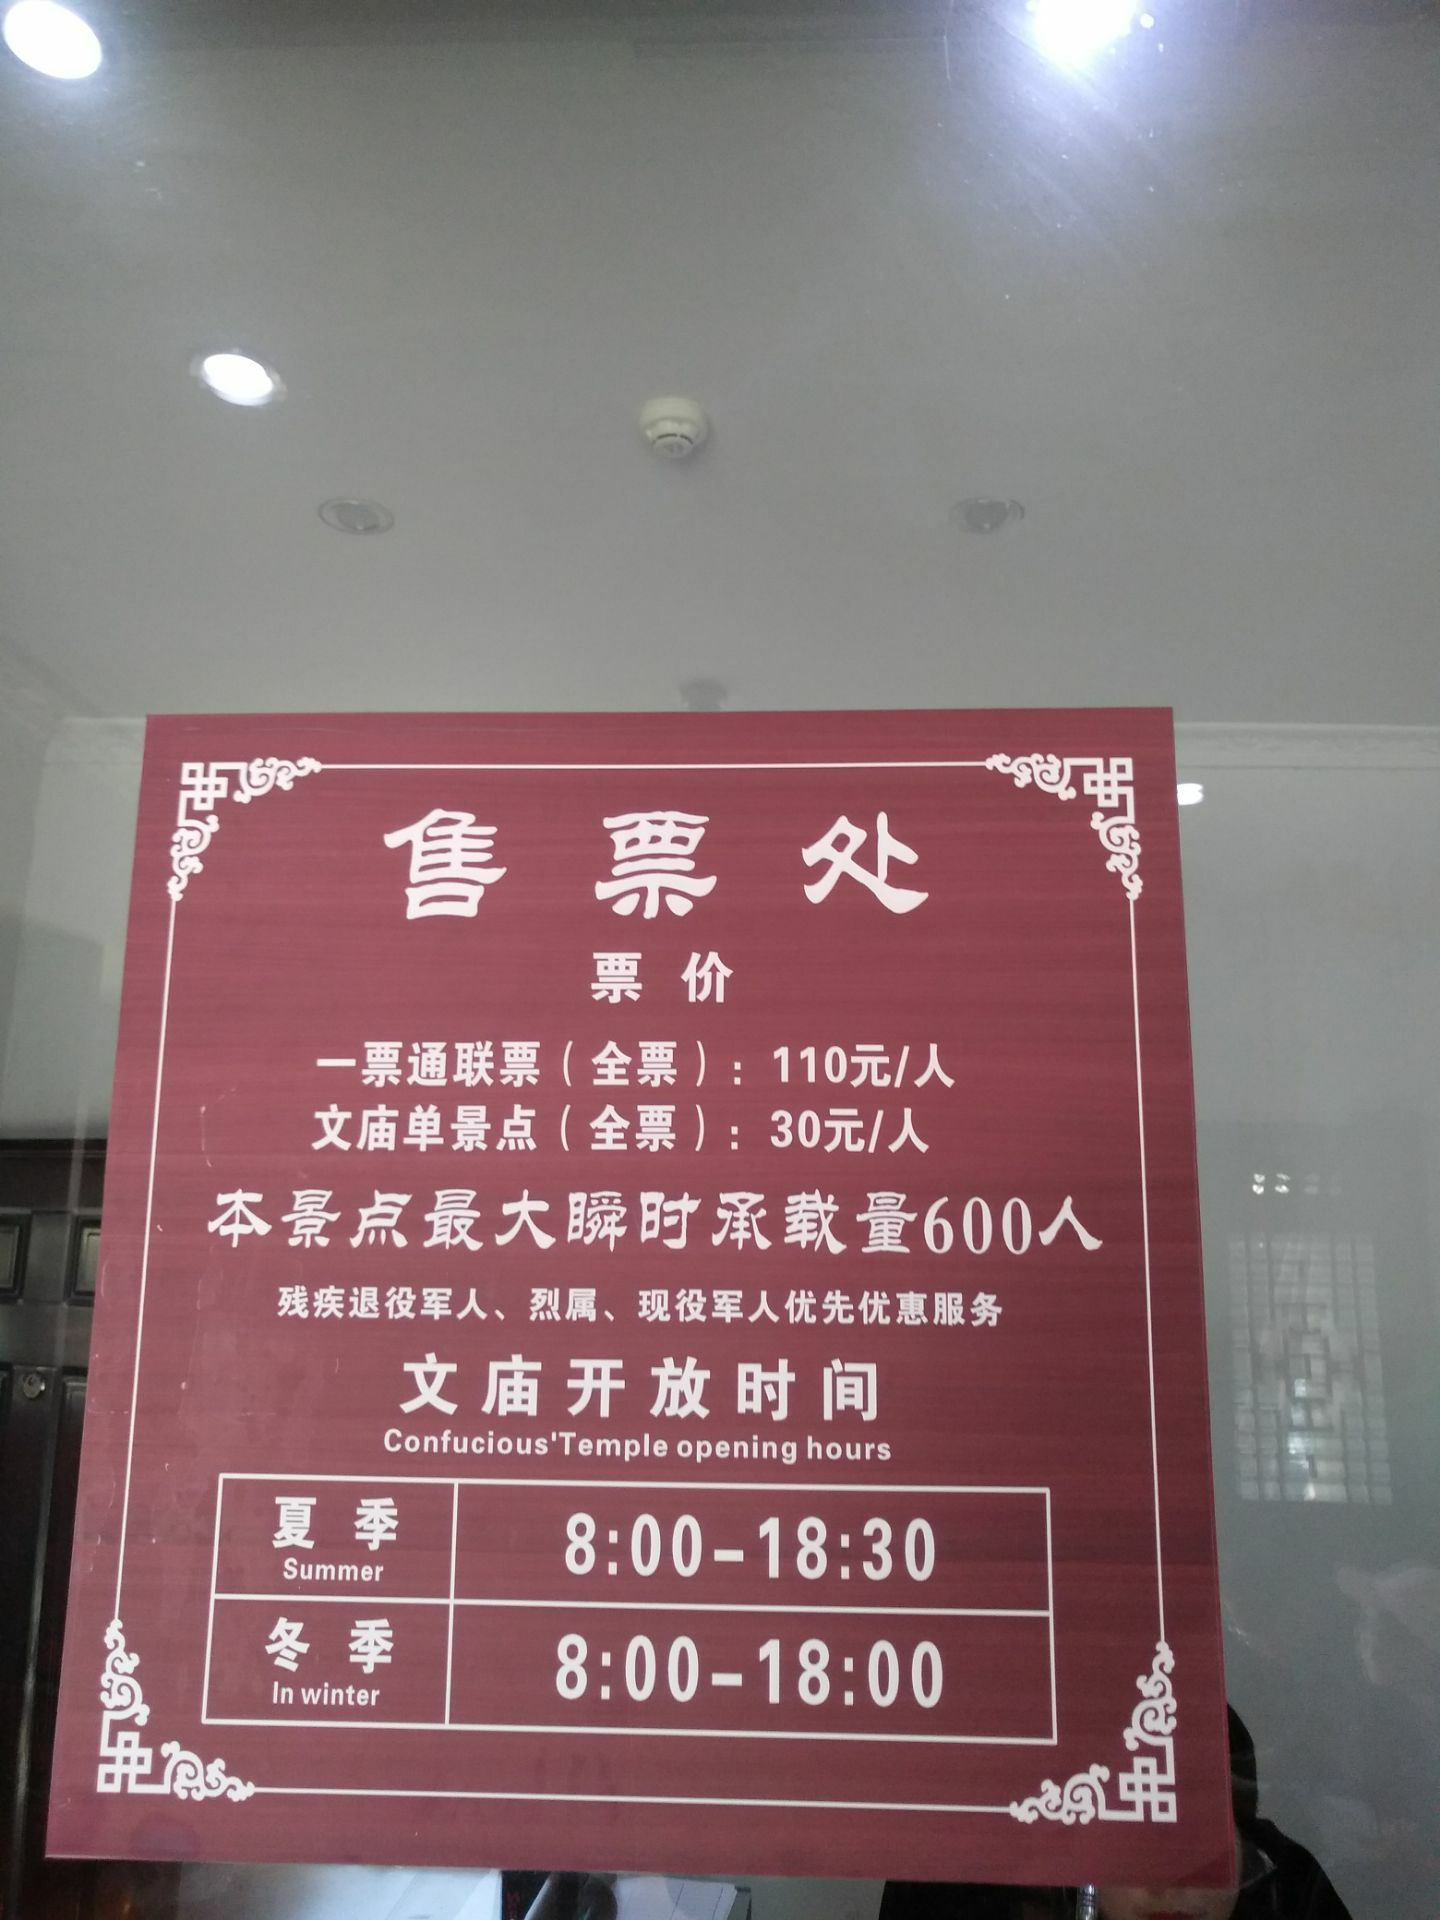 售票处
票价
一票通联票（全票）：110元/人
文庙单景点（全票）：30元/人
本景点最大瞬时承载量600人
残疾退役军人、烈属、现役军人优先优惠服务
文庙开放时间
Confucious'Temple opening hours
夏季 8:00-18:30
Summer
冬季 8:00-18:00
In winter